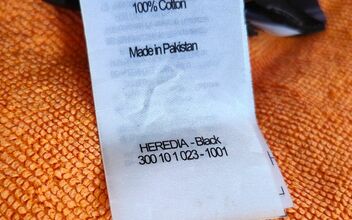 100% Cotton
Made in Pakistan
HEREDIA - Black
300 10 1 023 - 1001